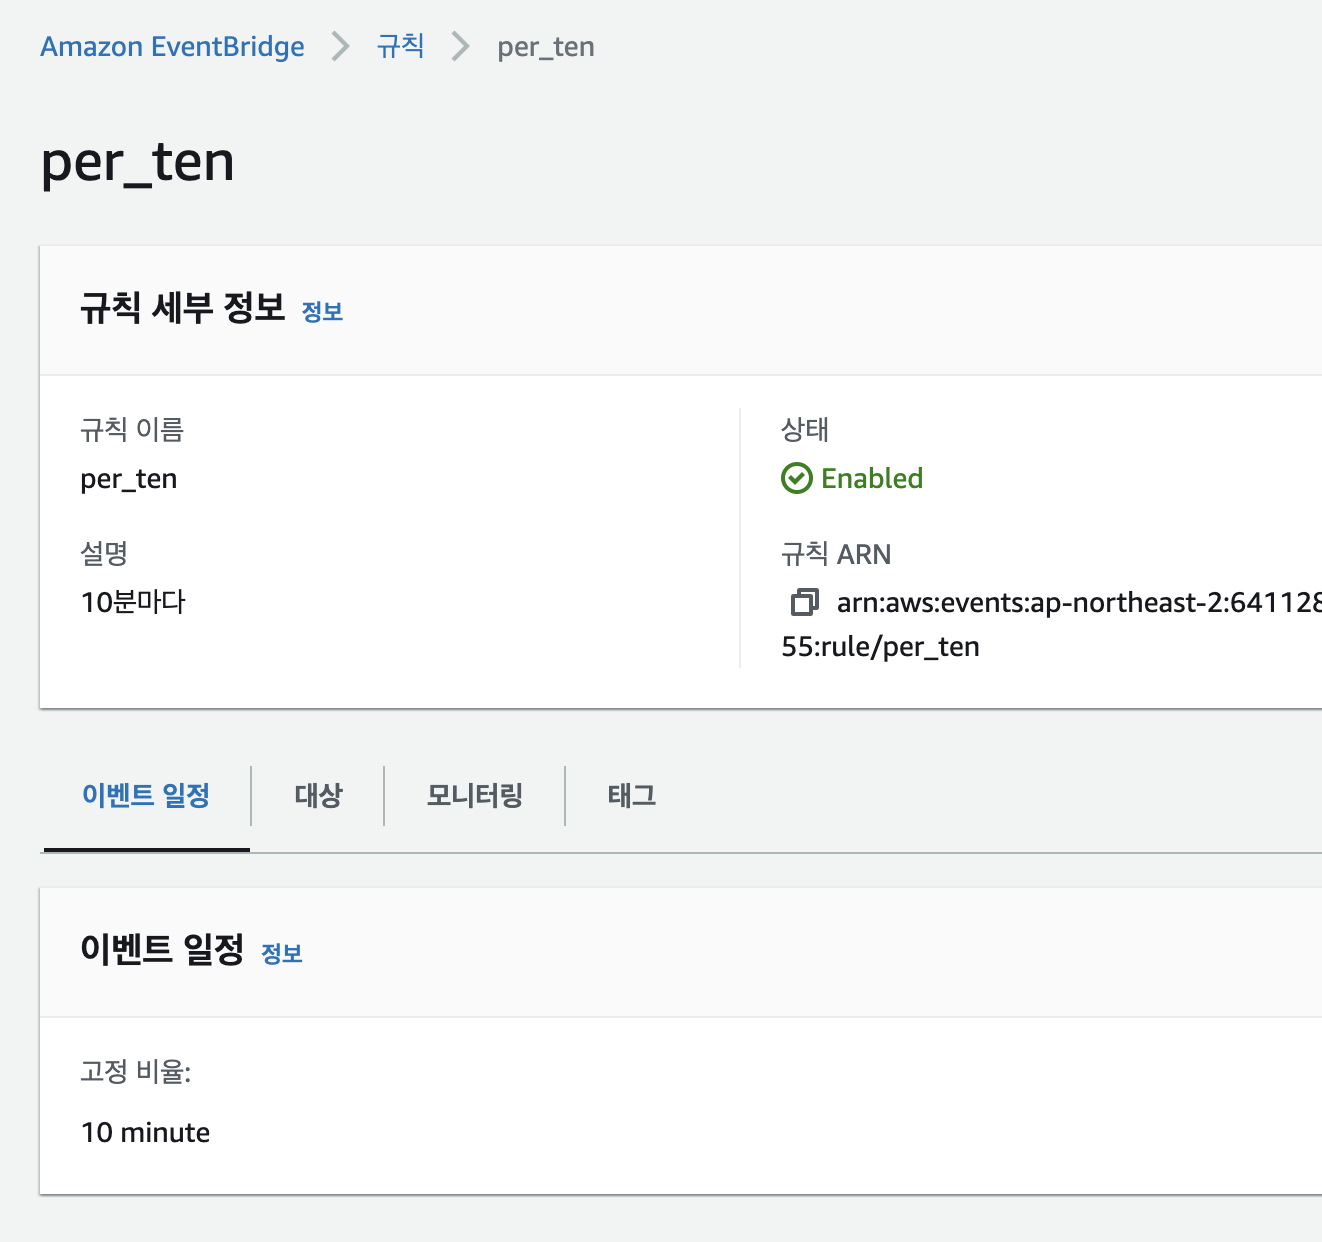 Amazon EventBridge > 규칙 > per_ten
per_ten
규칙 세부 정보 정보
규칙 이름
per_ten
설명
10분마다
상태
Enabled
규칙 ARN
arn:aws:events:ap-northeast-2:641128
55:rule/per_ten
이벤트 일정 대상 모니터링 태그
이벤트 일정 정보
고정 비율:
10 minute